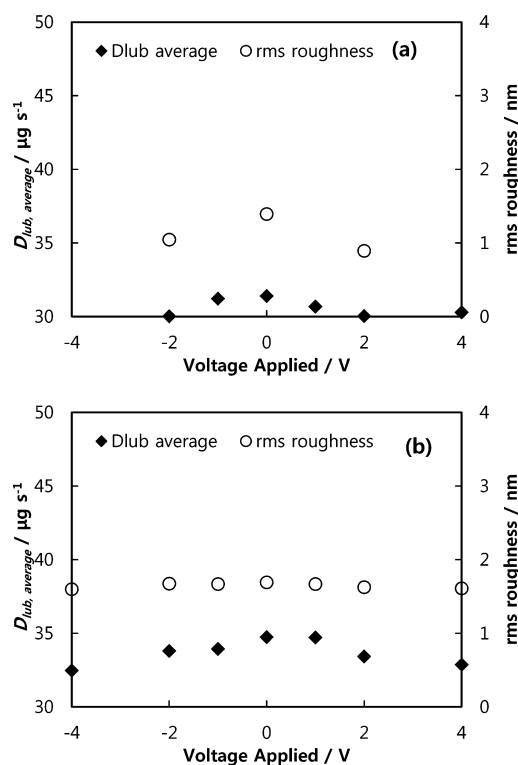 50 4
◆ Dlub average ○ rms roughness (a)
45 3
40 2
35 1
30 0
-4 -2 0 2 4
Voltage Applied / V
D_lub, average / μg s⁻¹
rms roughness / nm
50 4
◆ Dlub average ○ rms roughness (b)
45 3
40 2
35 1
30 0
-4 -2 0 2 4
Voltage Applied / V
D_lub, average / μg s⁻¹
rms roughness / nm